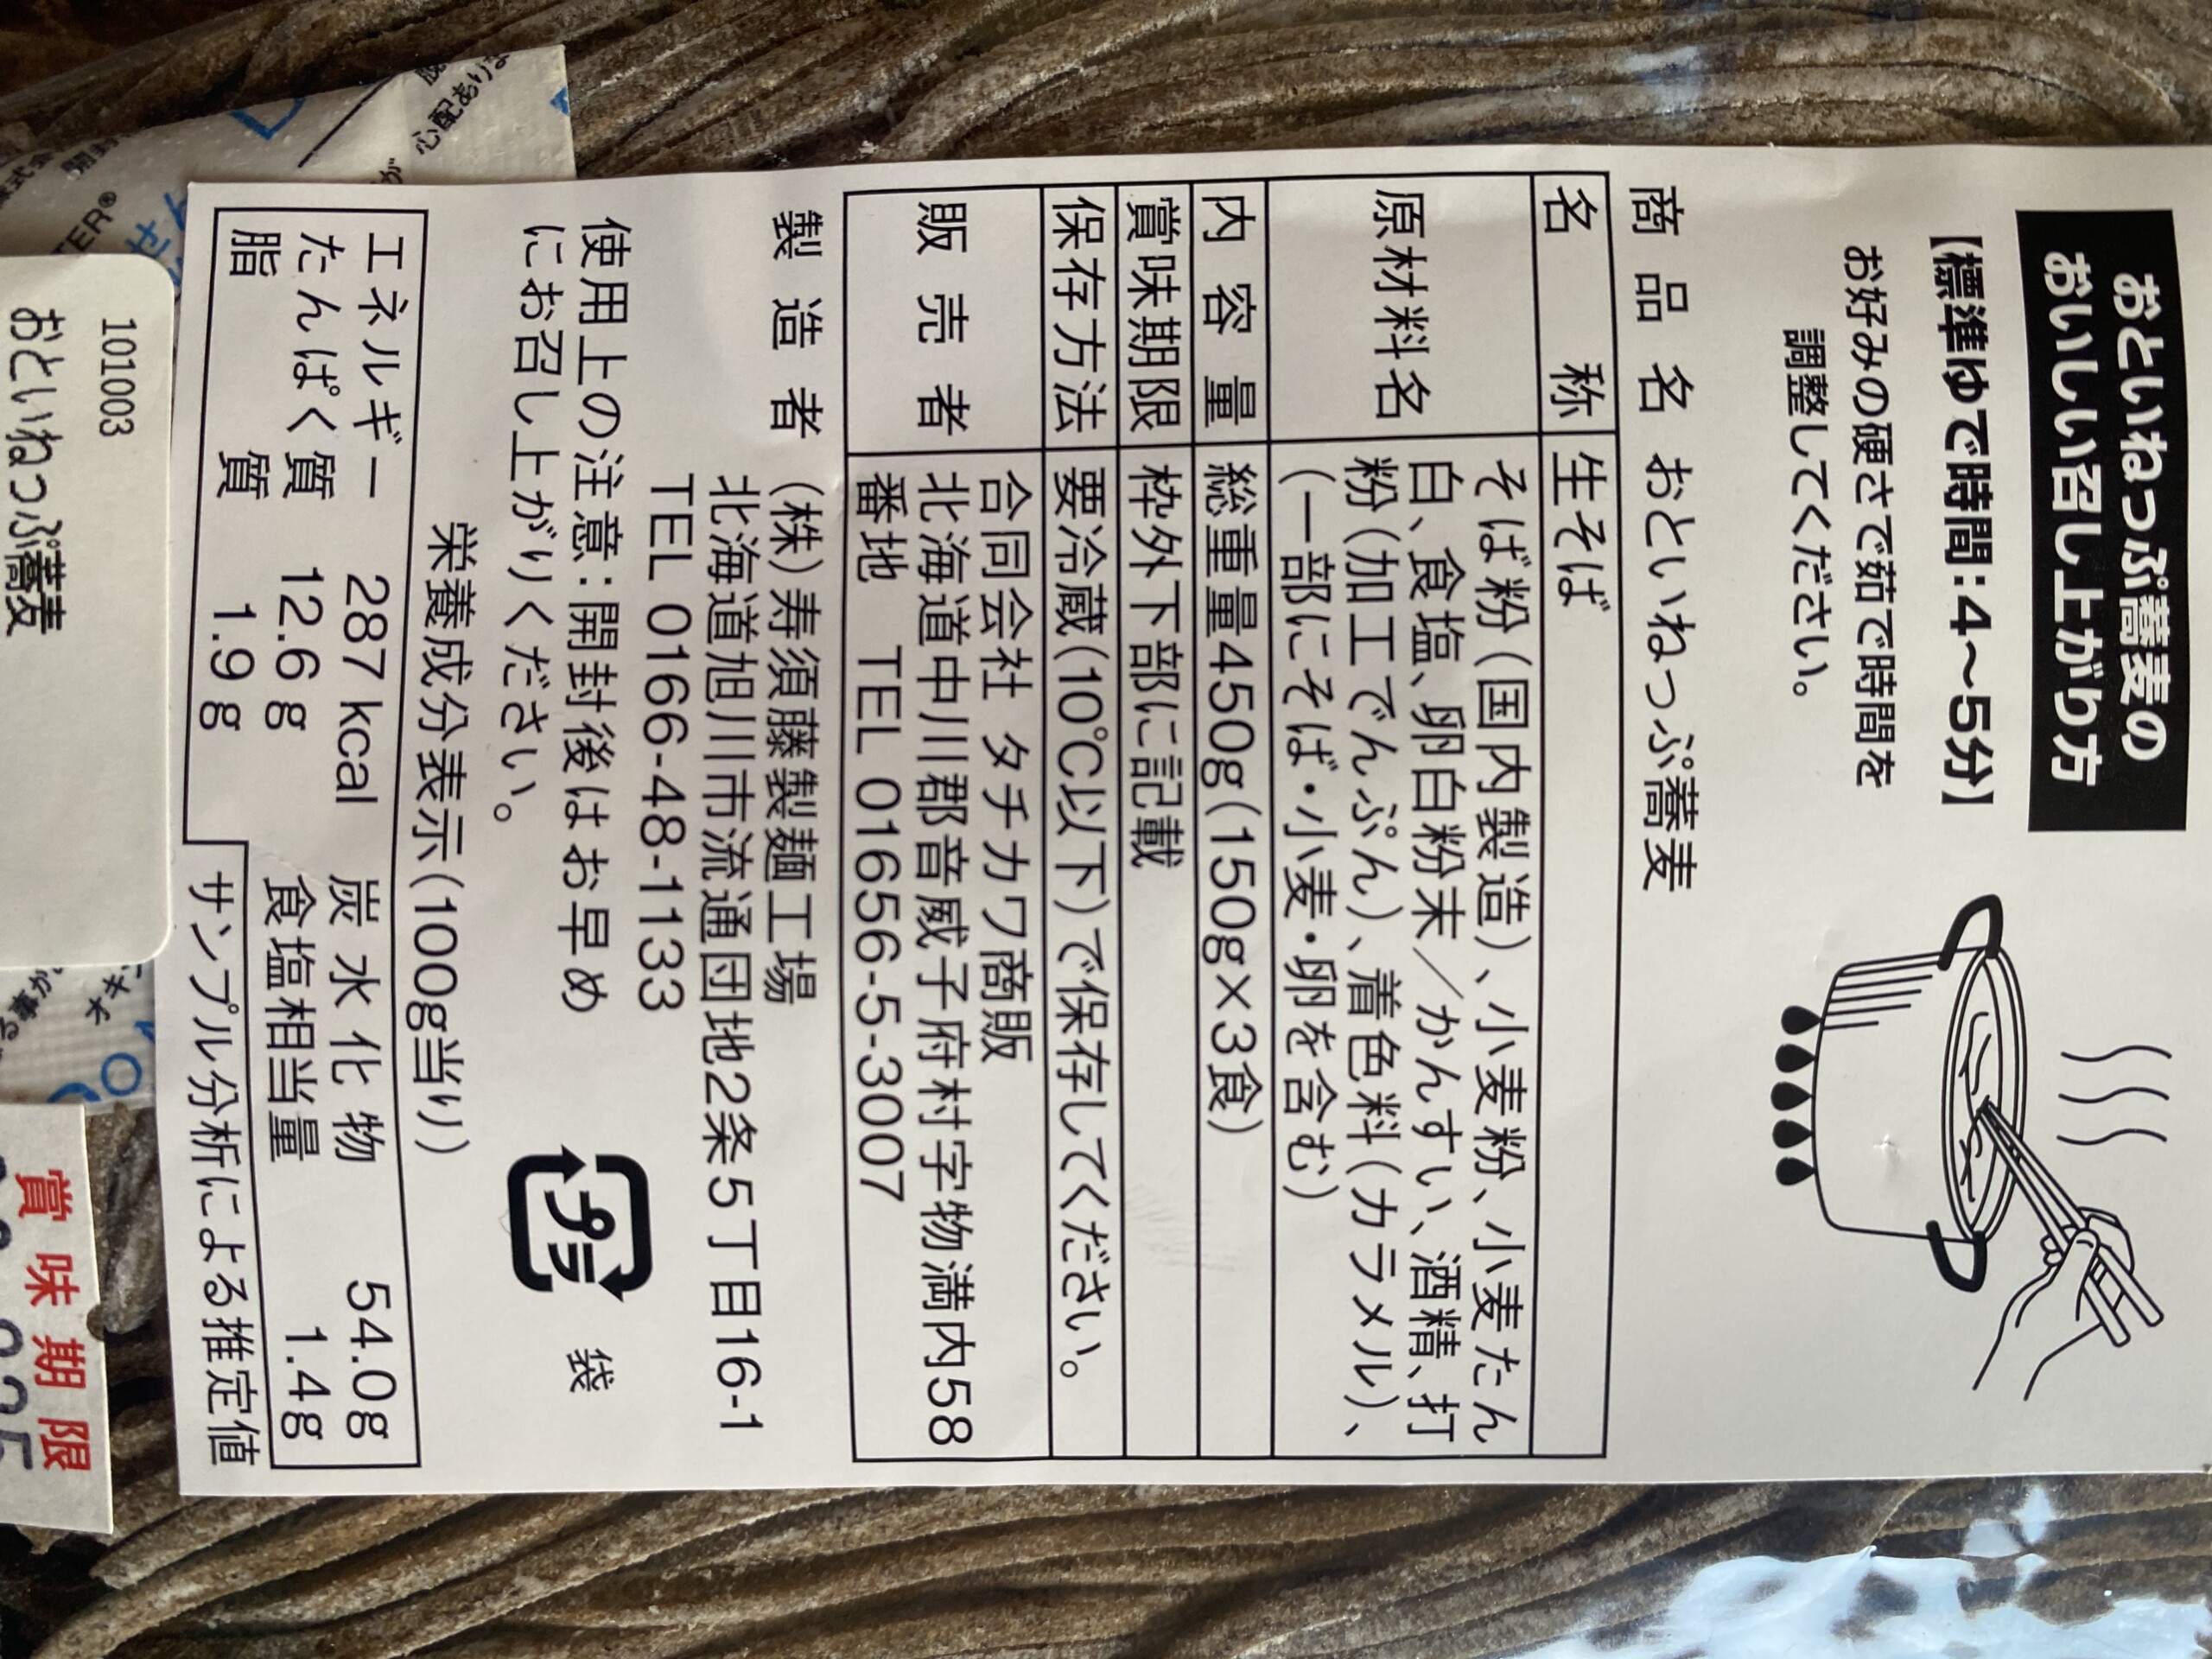 おといねっぷ蕎麦の
おいしい召し上がり方
【標準ゆで時間：4〜5分】
お好みの硬さで茹で時間を
調整してください。
商品名 おといねっぷ蕎麦
名称 生そば
原材料名 そば粉（国内製造）、小麦粉、小麦たん
白、食塩、卵白粉末／かんすい、酒精、打
粉（加工でんぷん）、着色料（カラメル）、
（一部にそば・小麦・卵を含む）
内容量 総重量450g（150g×3食）
賞味期限 枠外下部に記載
保存方法 要冷蔵（10℃以下）で保存してください。
販売者 合同会社 タチカワ商販
北海道中川郡音威子府村字物満内58
番地 TEL 01656-5-3007
製造者 （株）寿須藤製麺工場
北海道旭川市流通団地2条5丁目16-1
TEL 0166-48-1133
使用上の注意：開封後はお早め
にお召し上がりください。
プラ
袋
栄養成分表示（100g当り）
エネルギー 287kcal 炭水化物 54.0g
たんぱく質 12.6g 食塩相当量 1.4g
脂質 1.9g
サンプル分析による推定値
101003
おといねっぷ蕎麦
賞味期限
心配あり